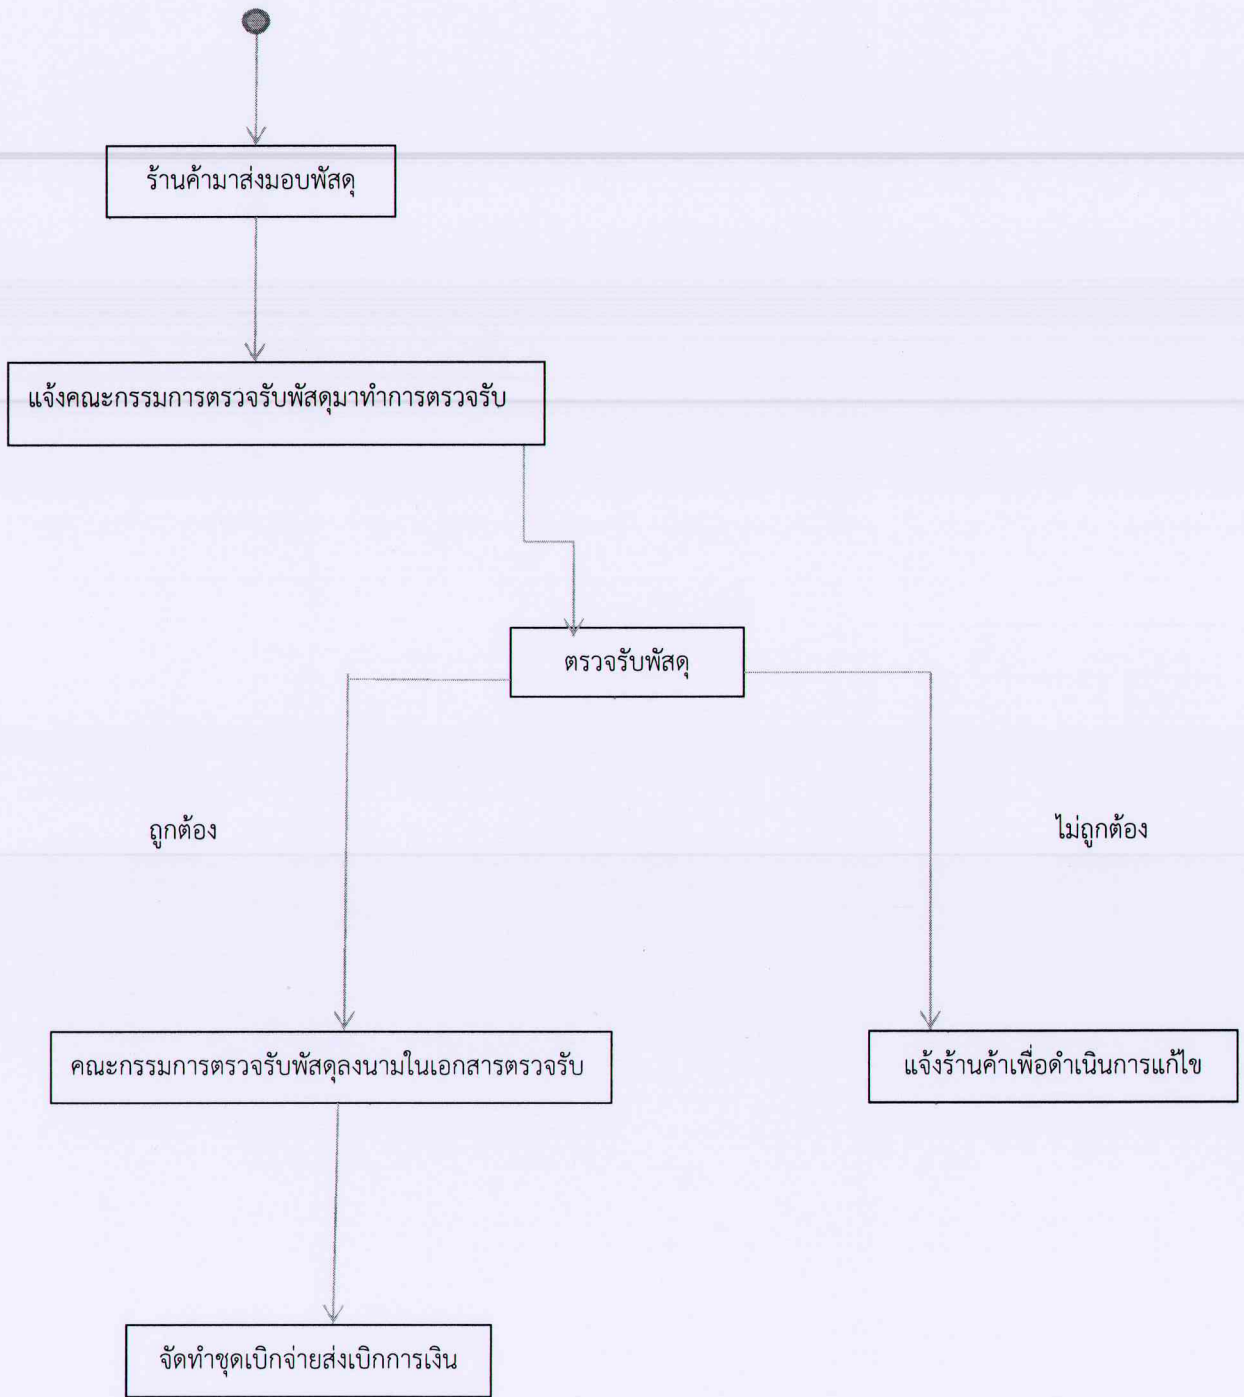 ร้านค้ามาส่งมอบพัสดุ
แจ้งคณะกรรมการตรวจรับพัสดุมาทำการตรวจรับ
ตรวจรับพัสดุ
ถูกต้อง
ไม่ถูกต้อง
คณะกรรมการตรวจรับพัสดุลงนามในเอกสารตรวจรับ
แจ้งร้านค้าเพื่อดำเนินการแก้ไข
จัดทำชุดเบิกจ่ายส่งเบิกการเงิน